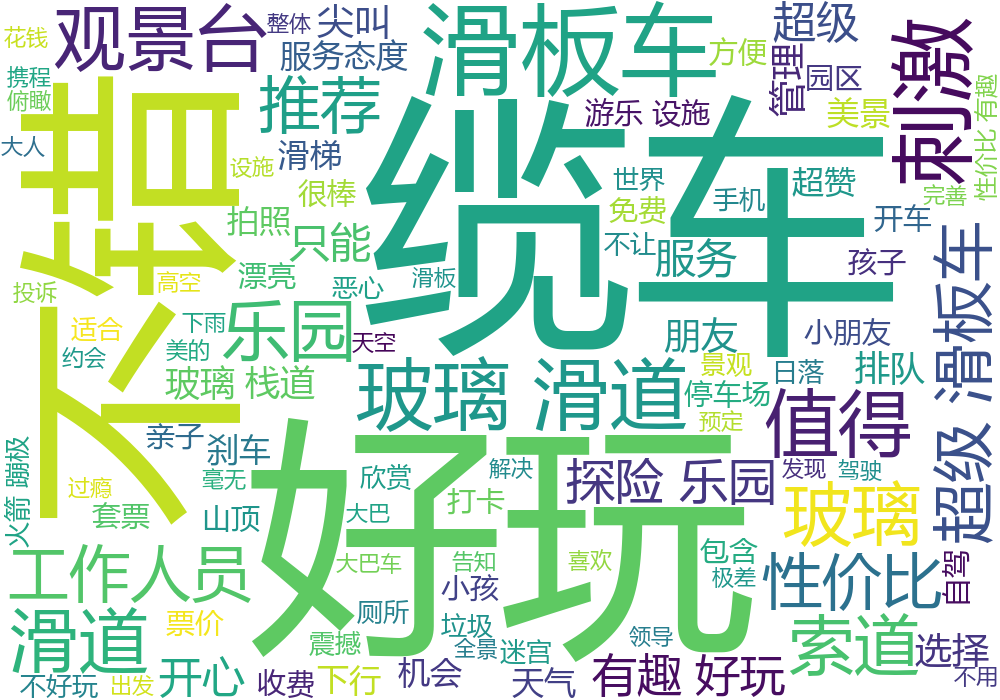 花钱
观景台
整体
尖叫
服务态度
滑板车
方便
超级
管理
园区
刺激
携程
俯瞰
推荐
游乐 设施
美景
性价比 有趣
大人
不错
设施
滑梯
很棒
缆车
世界
手机
超赞
完善
拍照
只能
免费
不让
服务
开车
孩子
超级 滑板车
投诉
高空
漂亮
恶心
滑板
适合
下雨
乐园
天空
朋友
小朋友
约会
美的
玻璃 栈道
玻璃 滑道
景观
日落
排队
停车场
值得
预定
亲子
刹车
好玩
火箭 蹦极
过瘾
毫无
欣赏
解决
探险 乐园
发现
驾驶
套票
山顶
大巴
打卡
玻璃
工作人员
大巴车
告知
喜欢
包含
极差
性价比
自驾
小孩
滑道
票价
厕所
垃圾
领导
索道
选择
震撼
全景
迷宫
不好玩
出发
开心
收费
下行
机会
天气
有趣 好玩
不用